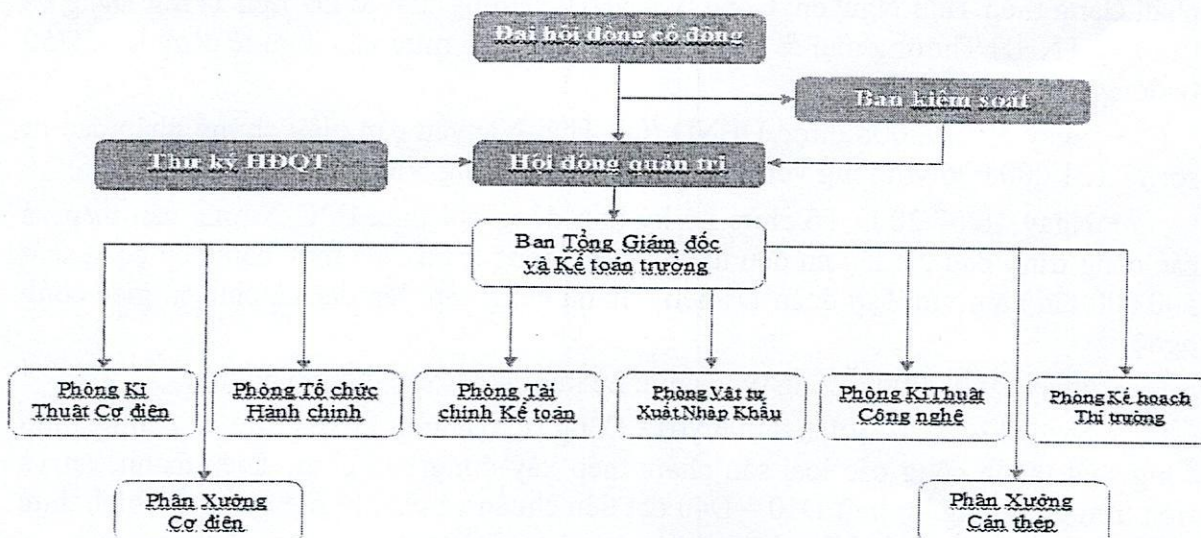 Đại hội đồng cổ đông
Ban kiểm soát
Thư ký HĐQT
Hội đồng quản trị
Ban Tổng Giám đốc
và Kế toán trưởng
Phòng Kĩ
Thuật Cơ điện
Phòng Tổ chức
Hành chính
Phòng Tài
chính Kế toán
Phòng Vật tư
Xuất Nhập Khẩu
Phòng Kĩ Thuật
Công nghệ
Phòng Kế hoạch
Thị trường
Phân Xưởng
Cơ điện
Phân Xưởng
Cán thép